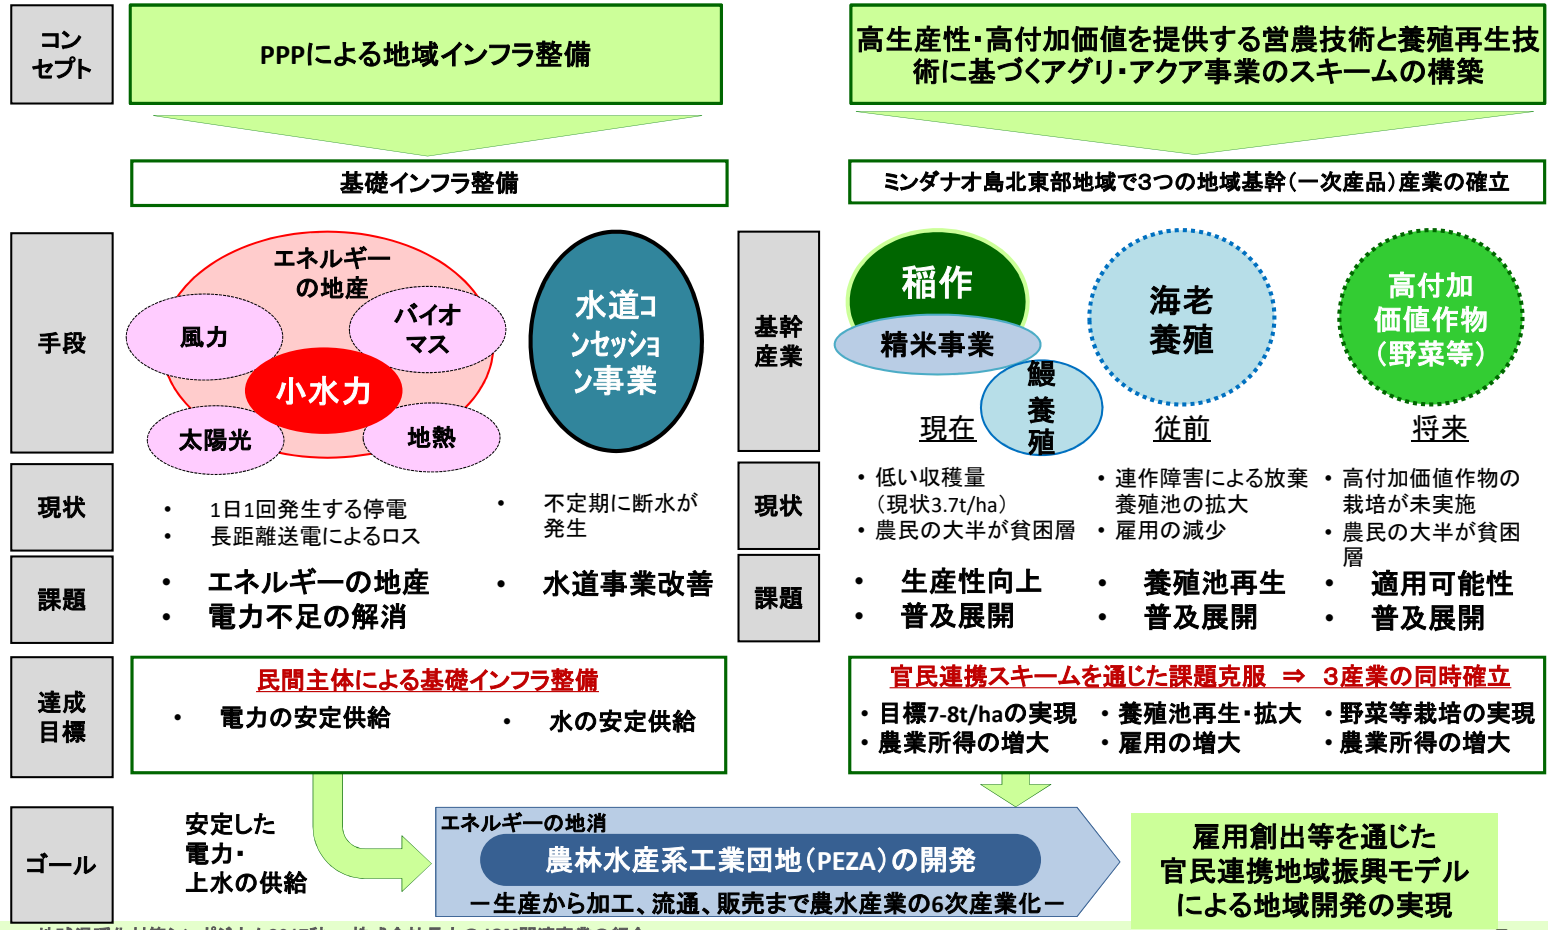 コン
セプト
PPPによる地域インフラ整備
高生産性・高付加価値を提供する営農技術と養殖再生技
術に基づくアグリ・アクア事業のスキームの構築
基礎インフラ整備
ミンダナオ島北東部地域で3つの地域基幹（一次産品）産業の確立
手段
エネルギー
の地産
風力
バイオ
マス
小水力
太陽光
地熱
水道コ
ンセッショ
ン事業
基幹
産業
稲作
精米事業
鰻
養
殖
現在
海老
養殖
従前
高付加
価値作物
（野菜等）
将来
現状
• 1日1回発生する停電
• 長距離送電によるロス
• 不定期に断水が
発生
現状
• 低い収穫量
（現状3.7t/ha）
• 農民の大半が貧困層
• 連作障害による放棄
養殖池の拡大
• 雇用の減少
• 高付加価値作物の
栽培が未実施
• 農民の大半が貧困
層
課題
• エネルギーの地産
• 電力不足の解消
• 水道事業改善
課題
• 生産性向上
• 普及展開
• 養殖池再生
• 普及展開
• 適用可能性
• 普及展開
達成
目標
民間主体による基礎インフラ整備
• 電力の安定供給
• 水の安定供給
官民連携スキームを通じた課題克服 ⇒ 3産業の同時確立
・目標7-8t/haの実現
・農業所得の増大
・養殖池再生・拡大
・雇用の増大
・野菜等栽培の実現
・農業所得の増大
ゴール
安定した
電力・
上水の供給
エネルギーの地消
農林水産系工業団地（PEZA）の開発
－生産から加工、流通、販売まで農水産業の6次産業化－
雇用創出等を通じた
官民連携地域振興モデル
による地域開発の実現